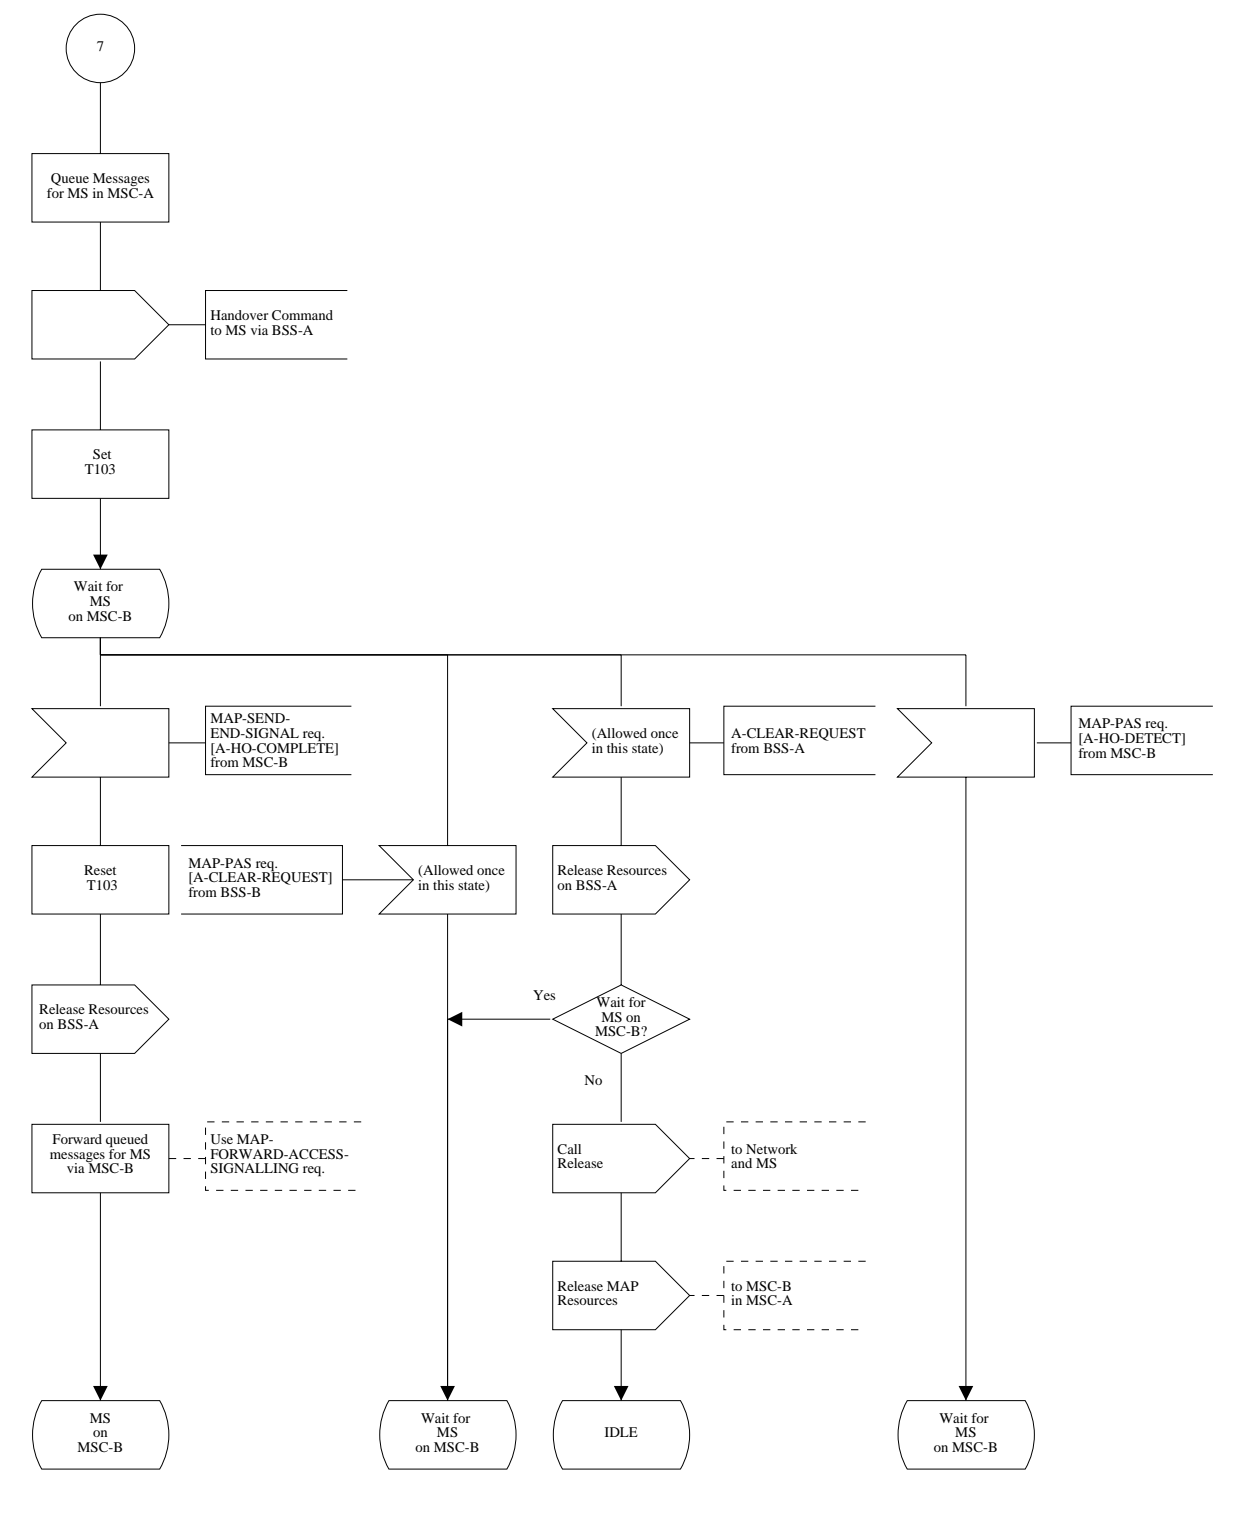 7
Queue Messages
for MS in MSC-A
Handover Command
to MS via BSS-A
Set
T103
Wait for
MS
on MSC-B
MAP-SEND-
END-SIGNAL req.
[A-HO-COMPLETE]
from MSC-B
(Allowed once
in this state)
A-CLEAR-REQUEST
from BSS-A
MAP-PAS req.
[A-HO-DETECT]
from MSC-B
Reset
T103
MAP-PAS req.
[A-CLEAR-REQUEST]
from BSS-B
(Allowed once
in this state)
Release Resources
on BSS-A
Release Resources
on BSS-A
Yes
Wait for
MS on
MSC-B?
No
Forward queued
messages for MS
via MSC-B
Use MAP-
FORWARD-ACCESS-
SIGNALLING req.
Call
Release
to Network
and MS
Release MAP
Resources
to MSC-B
in MSC-A
MS
on
MSC-B
Wait for
MS
on MSC-B
IDLE
Wait for
MS
on MSC-B